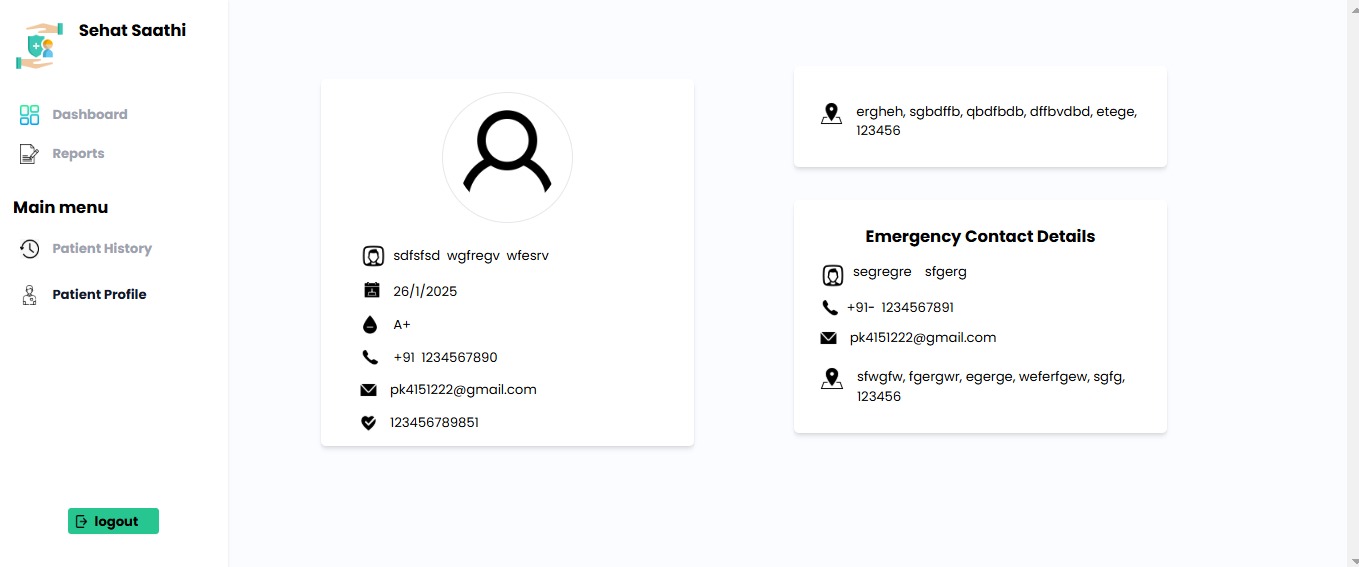 Sehat Saathi
Dashboard
Reports
Main menu
Patient History
Patient Profile
logout
sdfsfsd wgfregv wfesrv
26/1/2025
A+
+91 1234567890
pk4151222@gmail.com
123456789851
ergheh, sgbdffb, qbdfbdb, dffbvdbd, etege,
123456
Emergency Contact Details
segregre sfgerg
+91- 1234567891
pk4151222@gmail.com
sfwgfw, fgergwr, egerge, weferfgew, sgfg,
123456